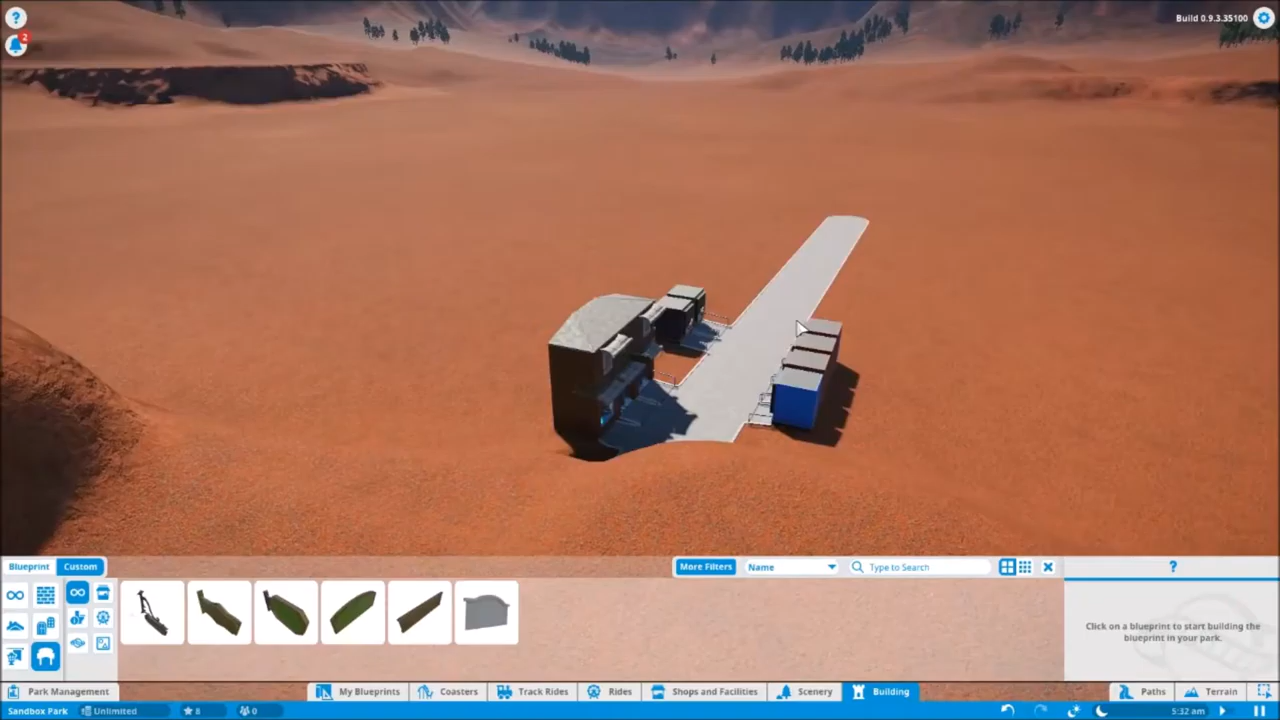 ?
Build 0.9.3.35100
2
Blueprint
Custom
More Filters
Name
Type to Search
?
Click on a blueprint to start building the
blueprint in your park.
Park Management
My Blueprints
Coasters
Track Rides
Rides
Shops and Facilities
Scenery
Building
Paths
Terrain
Sandbox Park
Unlimited
8
0
5:32 am